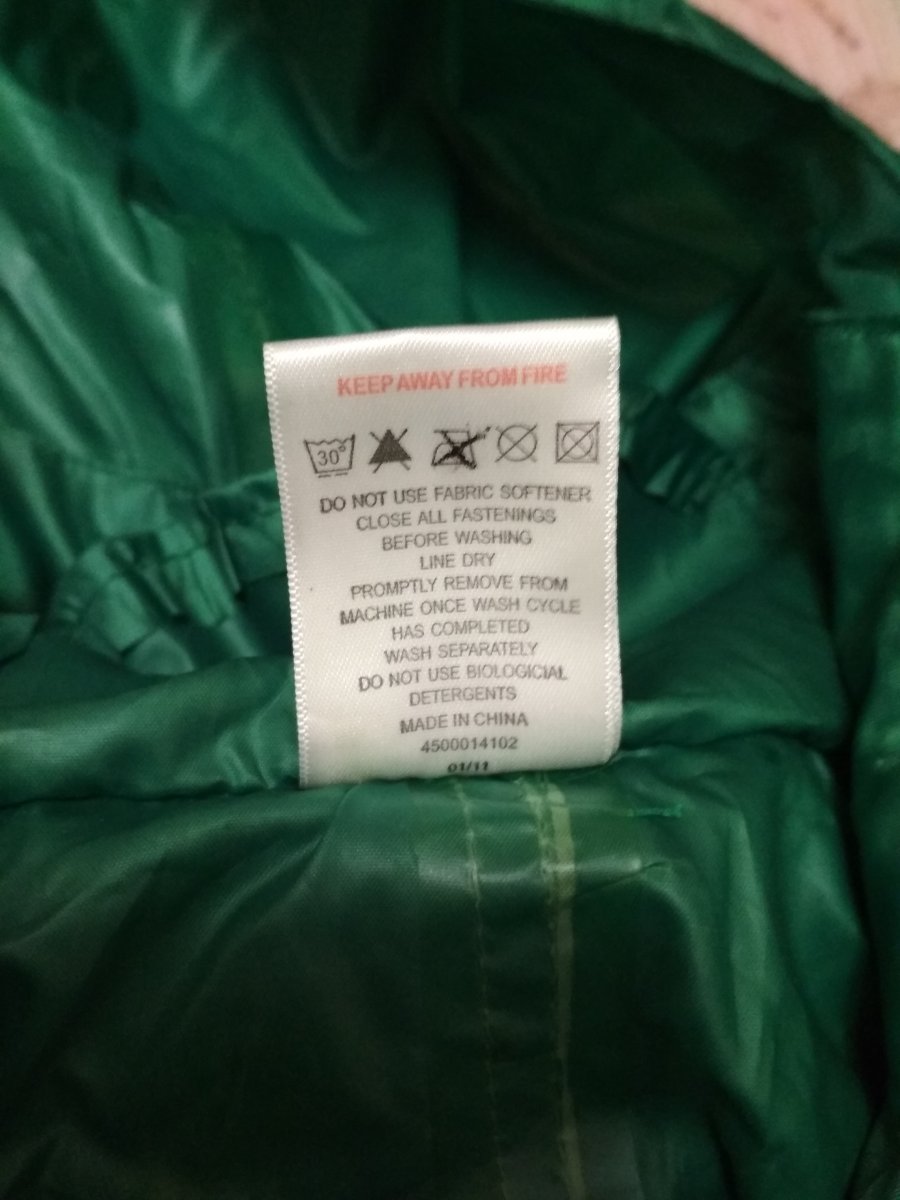 KEEP AWAY FROM FIRE
30°
DO NOT USE FABRIC SOFTENER
CLOSE ALL FASTENINGS
BEFORE WASHING
LINE DRY
PROMPTLY REMOVE FROM
MACHINE ONCE WASH CYCLE
HAS COMPLETED
WASH SEPARATELY
DO NOT USE BIOLOGICIAL
DETERGENTS
MADE IN CHINA
4500014102
01/11